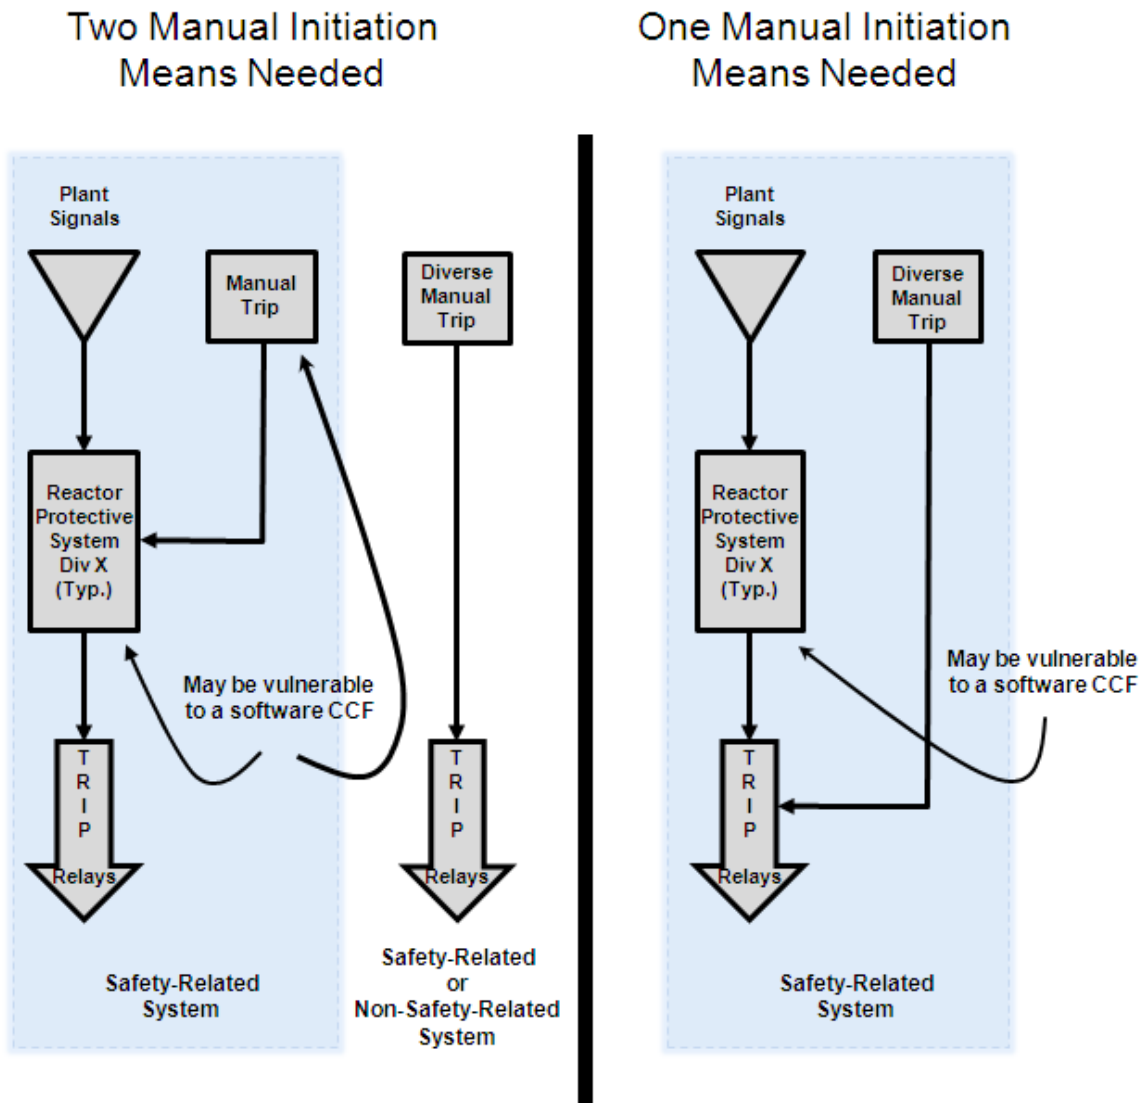 Two Manual Initiation
Means Needed
Plant
Signals
Manual
Trip
Diverse
Manual
Trip
Reactor
Protective
System
Div X
(Typ.)
May be vulnerable
to a software CCF
T
R
I
P
Relays
T
R
I
P
Relays
Safety-Related
System
Safety-Related
or
Non-Safety-Related
System
One Manual Initiation
Means Needed
Plant
Signals
Diverse
Manual
Trip
Reactor
Protective
System
Div X
(Typ.)
May be vulnerable
to a software CCF
T
R
I
P
Relays
Safety-Related
System